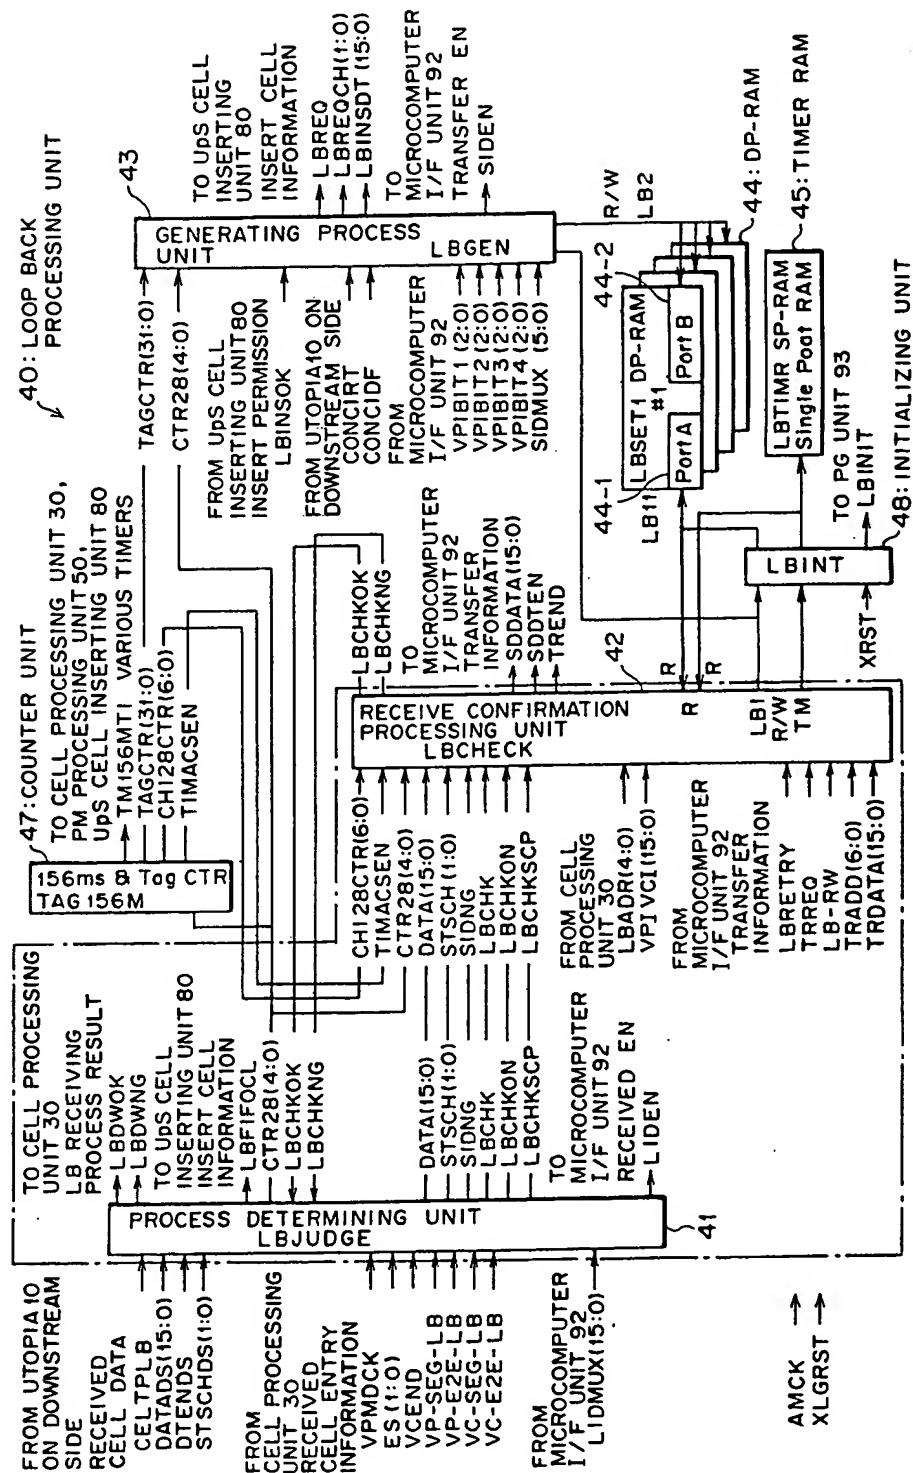 40: LOOP BACK
PROCESSING UNIT
47: COUNTER UNIT
TO CELL PROCESSING UNIT 30,
PM PROCESSING UNIT 50,
UpS CELL INSERTING UNIT 80
156ms & Tag CTR
TAG 156M
TM156MTI VARIOUS TIMERS
TAGCTR(31:0)
CH128CTR(6:0)
TIMACSEN
TAGCTR(31:0)
CTR28(4:0)
43
GENERATING PROCESS
UNIT LBGEN
TO UpS CELL
INSERTING
UNIT 80
INSERT CELL
INFORMATION
LBREQ
LBREQCH(1:0)
LBINSDT(15:0)
TO
MICROCOMPUTER
I/F UNIT 92
TRANSFER EN
SIDEN
FROM UpS CELL
INSERTING UNIT 80
INSERT PERMISSION
LBINSOK
FROM UTOPIA10 ON
DOWNSTREAM SIDE
CONCIRT
CONCIDF
FROM
MICROCOMPUTER
I/F UNIT 92
VPIBIT1(2:0)
VPIBIT2(2:0)
VPIBIT3(2:0)
VPIBIT4(2:0)
SIDMUX(5:0)
R/W
LB2
44: DP-RAM
44-2
LBSET1 DP-RAM
#1
Port A
Port B
44-1
LB11
45: TIMER RAM
LBTIMR SP-RAM
Single Poat RAM
TO PG UNIT 93
LBINIT
48: INITIALIZING UNIT
LBINT
XRST
TO CELL PROCESSING
UNIT 30
LB RECEIVING
PROCESS RESULT
LBDWOK
LBDWNG
TO UpS CELL
INSERTING UNIT 80
INSERT CELL
INFORMATION
LBFIFOCL
CTR28(4:0)
LBCHKOK
LBCHKNG
DATA(15:0)
STSCH(1:0)
SIDNG
LBCHK
LBCHKON
LBCHKSCP
TO
MICROCOMPUTER
I/F UNIT 92
RECEIVED EN
LIDEN
PROCESS DETERMINING UNIT
LBJUDGE
41
FROM UTOPIA10
ON DOWNSTREAM
SIDE
RECEIVED
CELL DATA
CELTPLB
DATADS(15:0)
DTENDS
STSCHDS(1:0)
FROM
CELL PROCESSING
UNIT 30
RECEIVED
CELL ENTRY
INFORMATION
VPMDCK
ES(1:0)
VCEND
VP-SEG-LB
VP-E2E-LB
VC-SEG-LB
VC-E2E-LB
FROM
MICROCOMPUTER
I/F UNIT 92
LIDMUX(15:0)
AMCK
XLGRST
LBCHKOK
LBCHKNG
TO
MICROCOMPUTER
I/F UNIT 92
TRANSFER
INFORMATION
SDDATA(15:0)
SDDTEN
TREND
42
RECEIVE CONFIRMATION
PROCESSING UNIT
LBCHECK
R
R
R
LB1
R/W
TM
CH128CTR(6:0)
TIMACSEN
CTR28(4:0)
DATA(15:0)
STSCH(1:0)
SIDNG
LBCHK
LBCHKON
LBCHKSCP
FROM CELL
PROCESSING
UNIT 30
LBADR(4:0)
VPIVCI(15:0)
FROM
MICROCOMPUTER
I/F UNIT 92
TRANSFER
INFORMATION
LBRETRY
TRREQ
LB-RW
TRADD(6:0)
TRDATA(15:0)